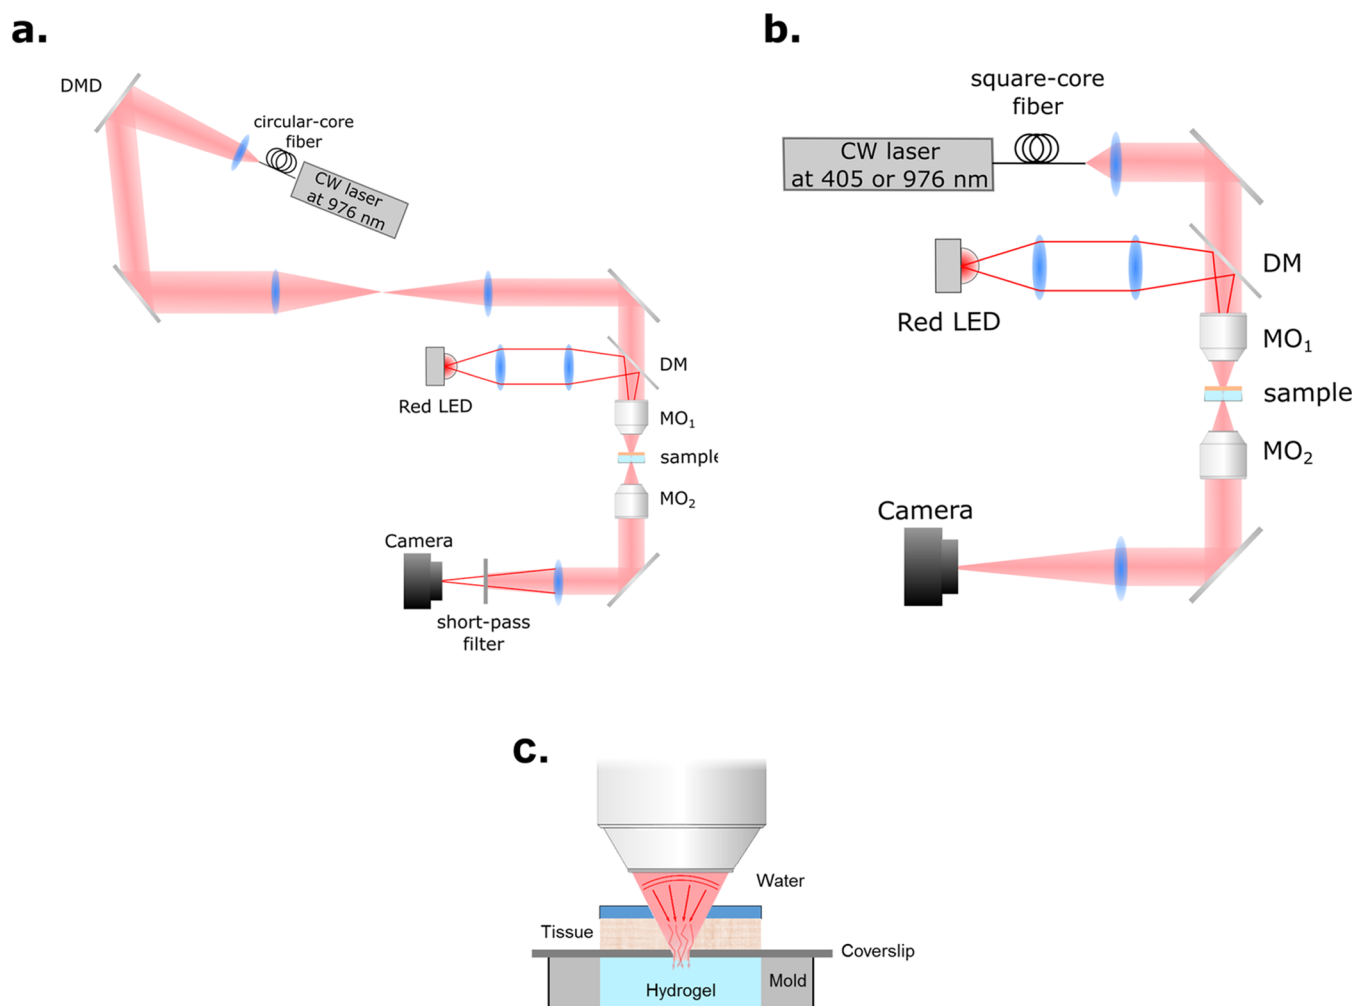 a.
DMD
circular-core
fiber
CW laser
at 976 nm
Red LED
DM
MO₁
sample
MO₂
Camera
short-pass
filter
b.
square-core
fiber
CW laser
at 405 or 976 nm
DM
Red LED
MO₁
sample
MO₂
Camera
c.
Water
Tissue
Coverslip
Mold
Hydrogel